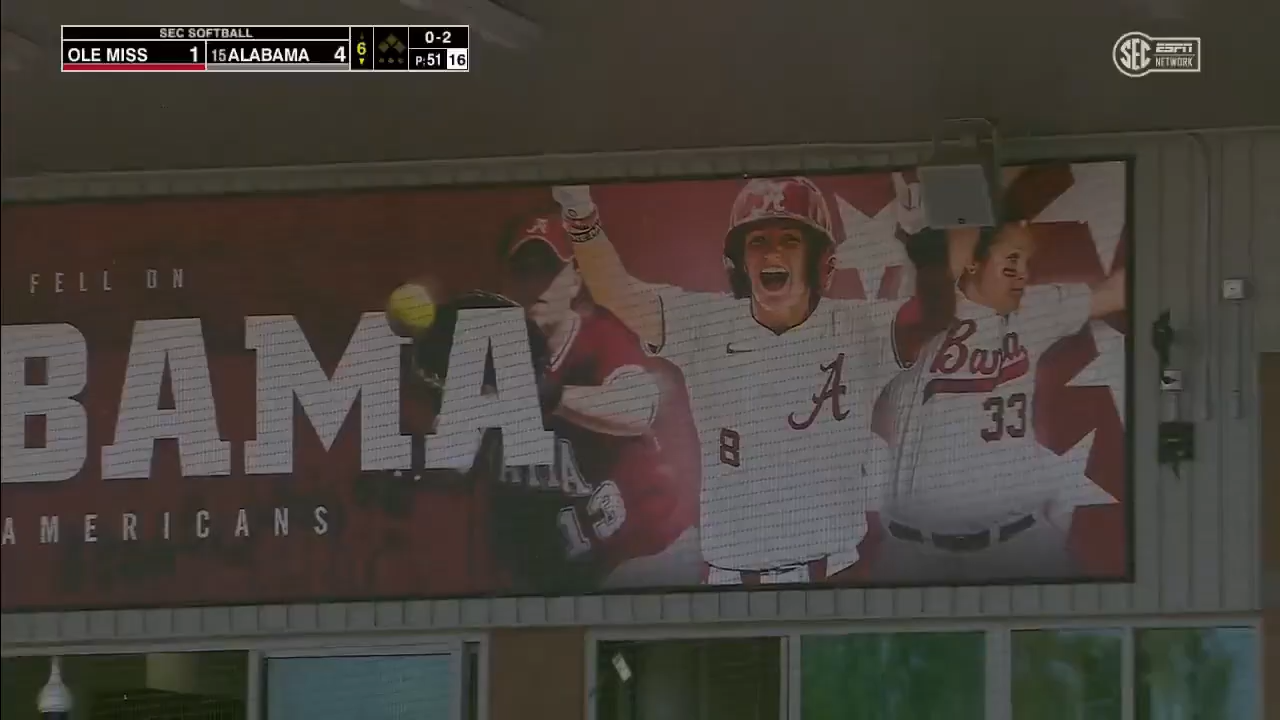 SEC SOFTBALL
OLE MISS 1 15 ALABAMA 4 6 0-2
P: 51 16
SEC ESPN NETWORK
FELL ON
BAMA
AMERICANS
A
A
8
Bama
33
13